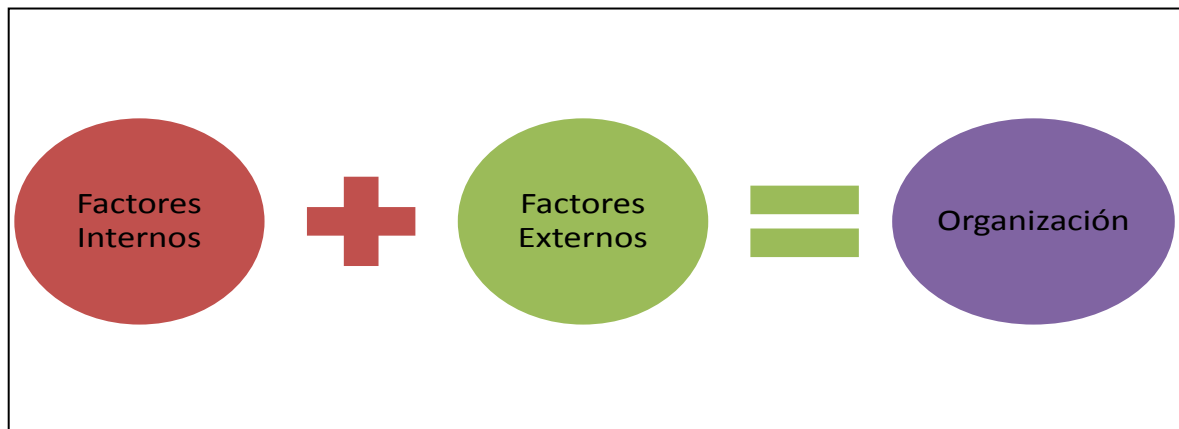 Factores
Internos
Factores
Externos
Organización